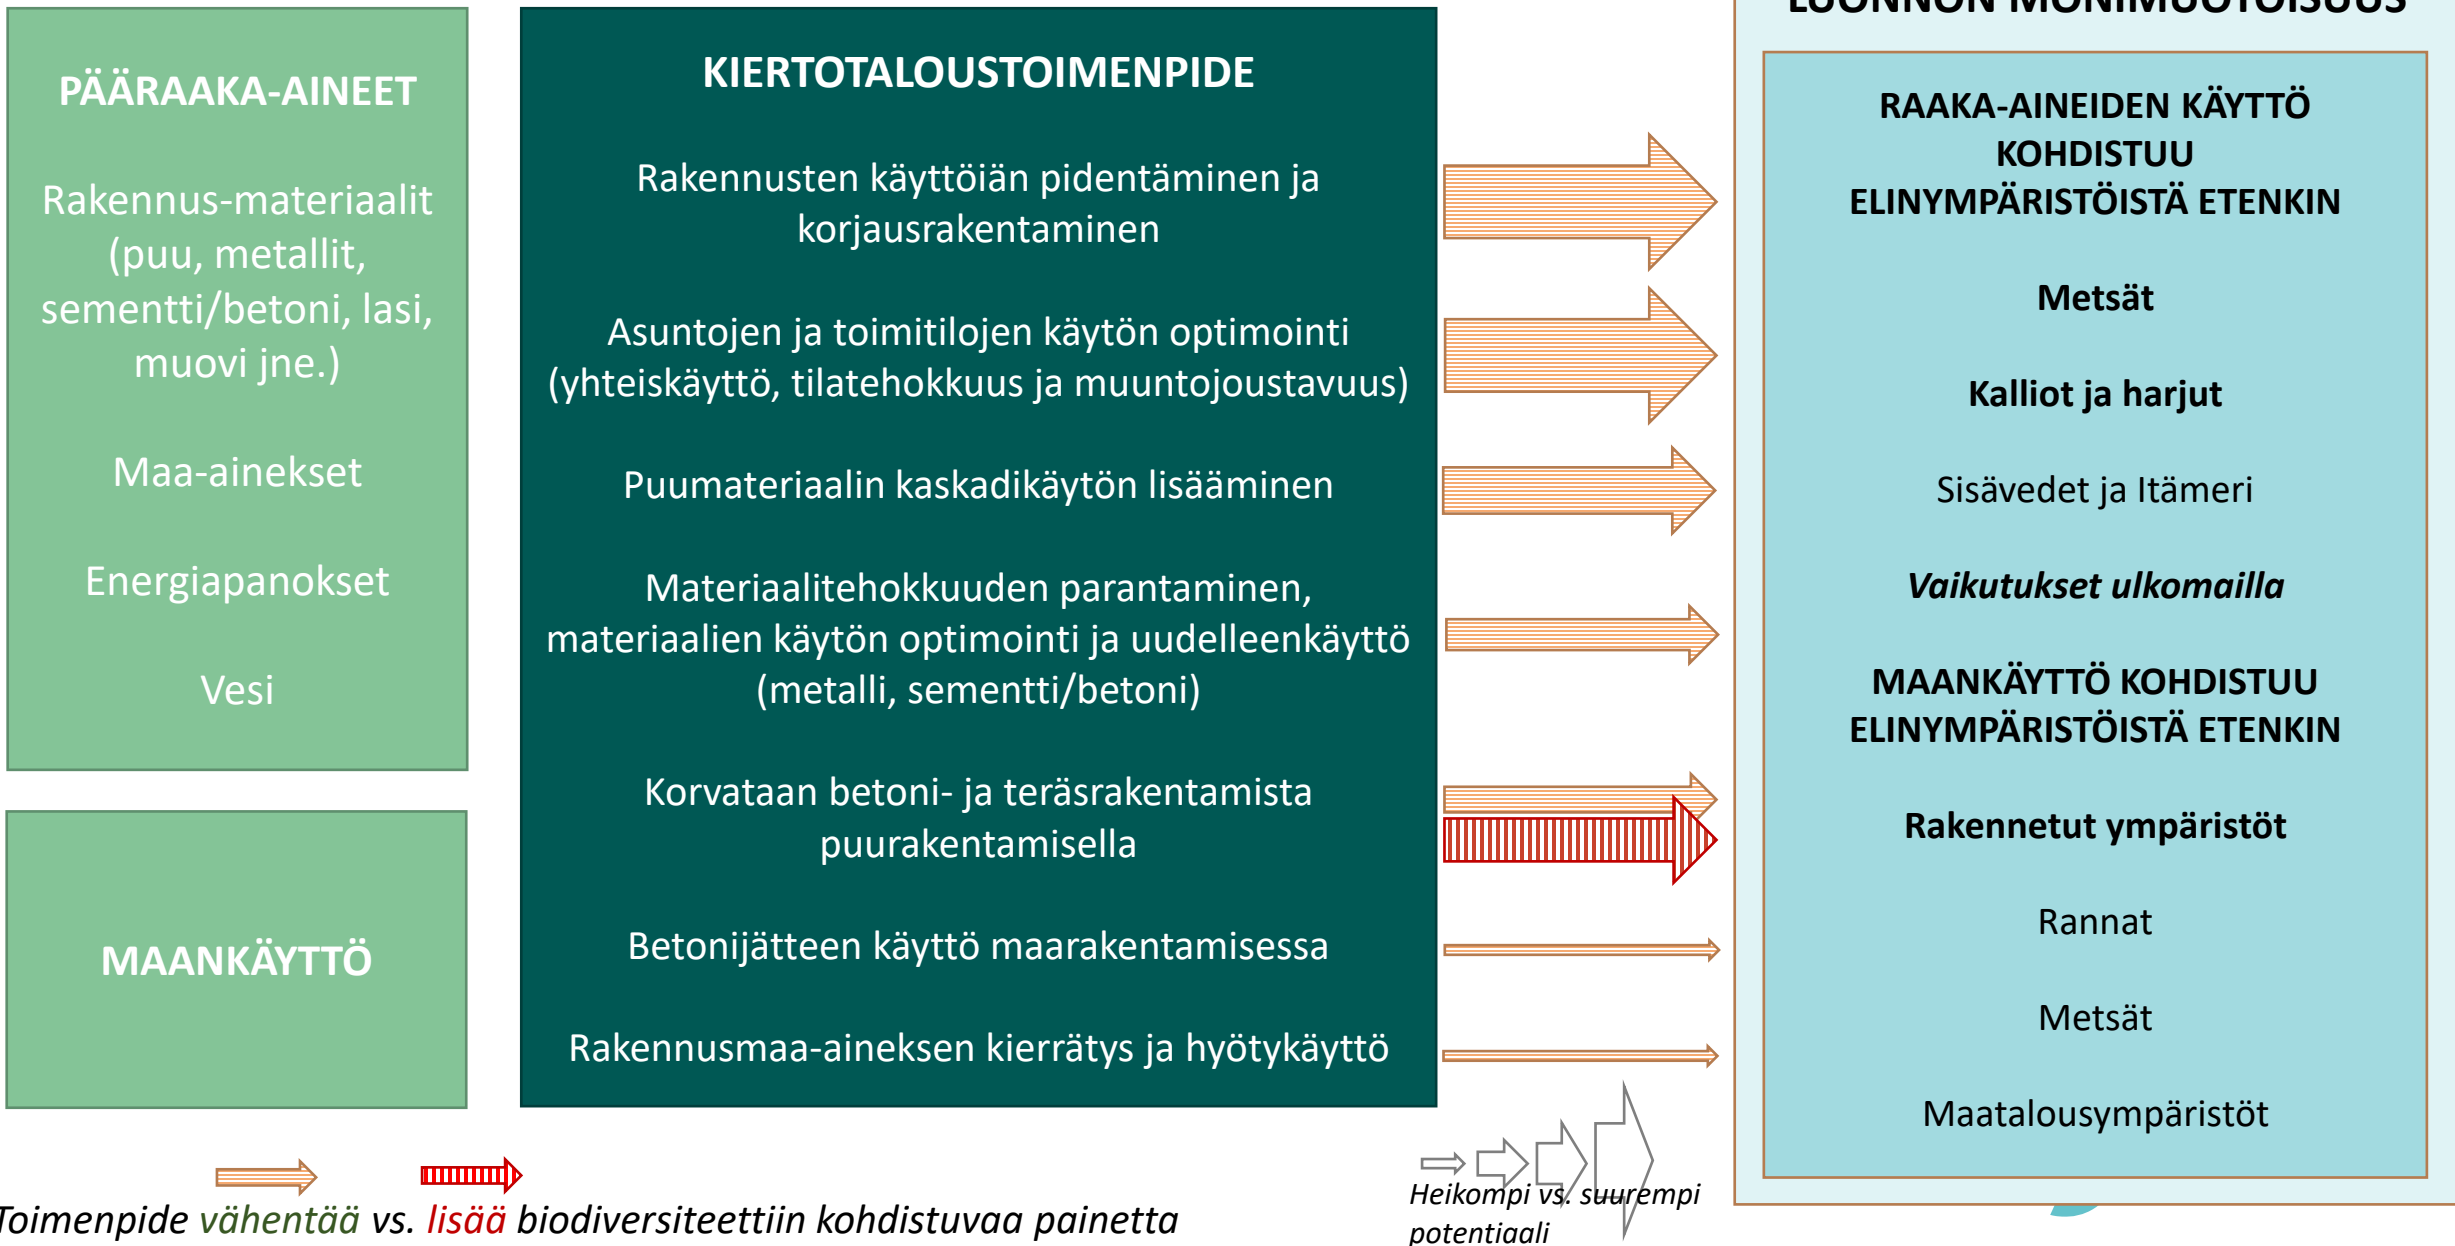 PÄÄRAAKA-AINEET
Rakennus-materiaalit
(puu, metallit,
sementti/betoni, lasi,
muovi jne.)
Maa-ainekset
Energiapanokset
Vesi
MAANKÄYTTÖ
KIERTOTALOUSTOIMENPIDE
Rakennusten käyttöiän pidentäminen ja
korjausrakentaminen
Asuntojen ja toimitilojen käytön optimointi
(yhteiskäyttö, tilatehokkuus ja muuntojoustavuus)
Puumateriaalin kaskadikäytön lisääminen
Materiaalitehokkuuden parantaminen,
materiaalien käytön optimointi ja uudelleenkäyttö
(metalli, sementti/betoni)
Korvataan betoni- ja teräsrakentamista
puurakentamisella
Betonijätteen käyttö maarakentamisessa
Rakennusmaa-aineksen kierrätys ja hyötykäyttö
LUONNON MONIMUOTOISUUS
RAAKA-AINEIDEN KÄYTTÖ
KOHDISTUU
ELINYMPÄRISTÖISTÄ ETENKIN
Metsät
Kalliot ja harjut
Sisävedet ja Itämeri
Vaikutukset ulkomailla
MAANKÄYTTÖ KOHDISTUU
ELINYMPÄRISTÖISTÄ ETENKIN
Rakennetut ympäristöt
Rannat
Metsät
Maatalousympäristöt
Toimenpide vähentää vs. lisää biodiversiteettiin kohdistuvaa painetta
Heikompi vs. suurempi
potentiaali